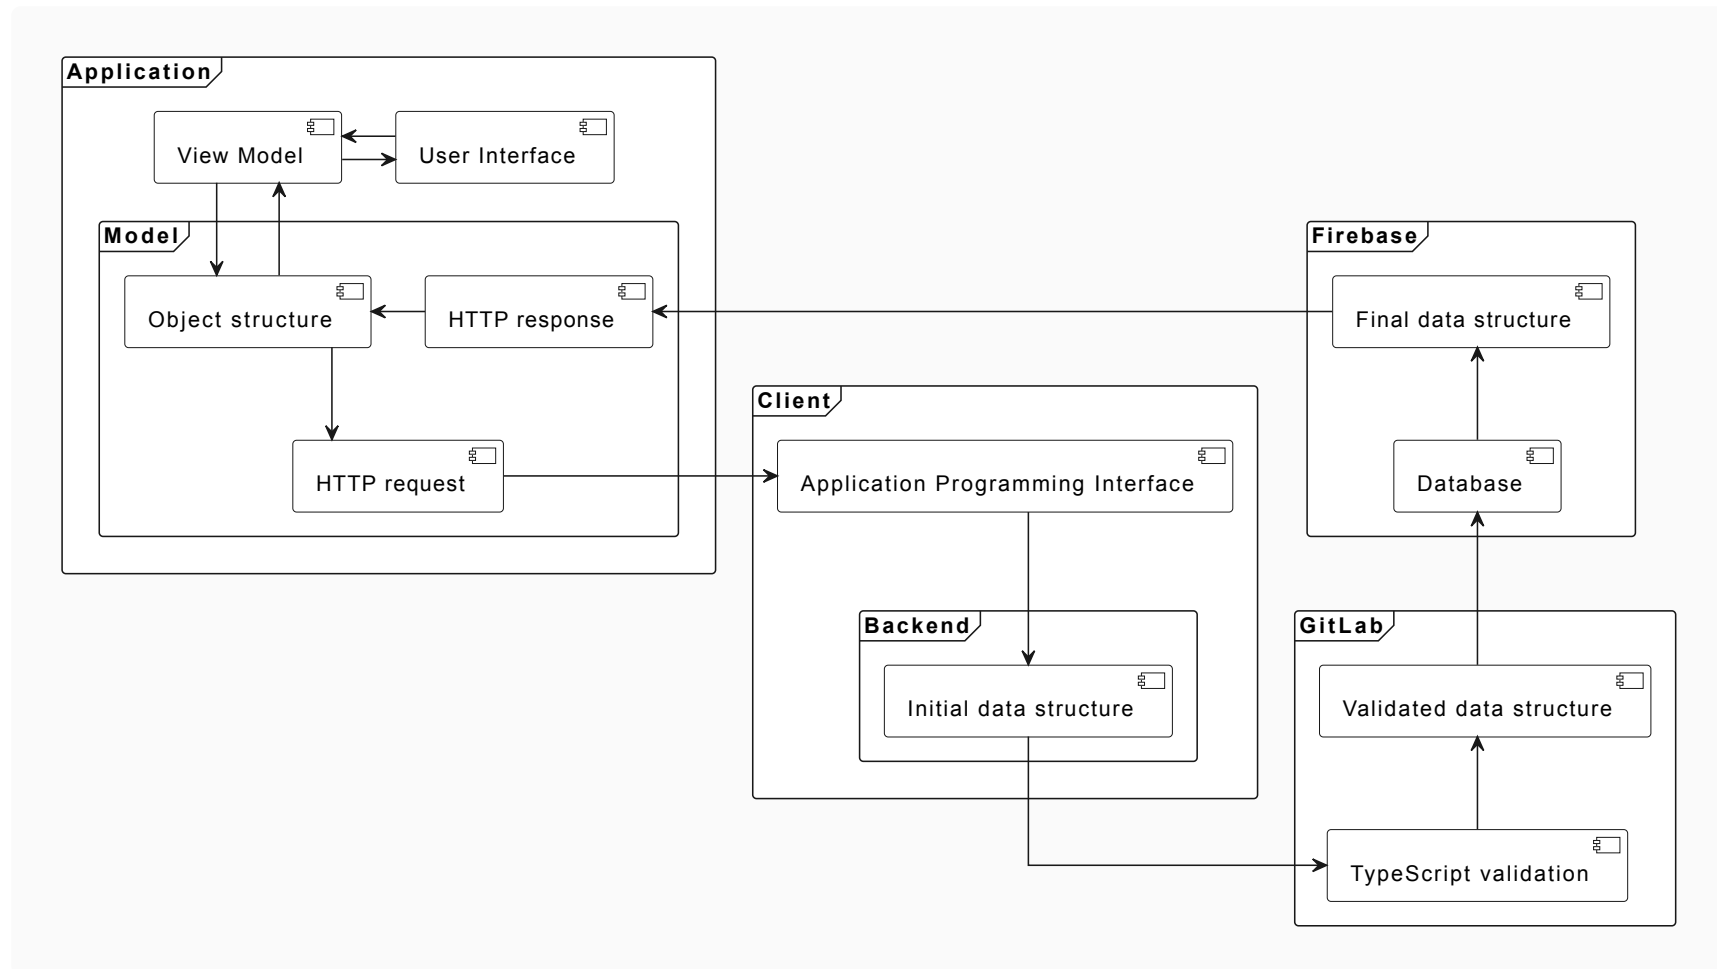 Application
View Model
User Interface
Model
Object structure
HTTP response
HTTP request
Client
Application Programming Interface
Backend
Initial data structure
Firebase
Final data structure
Database
GitLab
Validated data structure
TypeScript validation